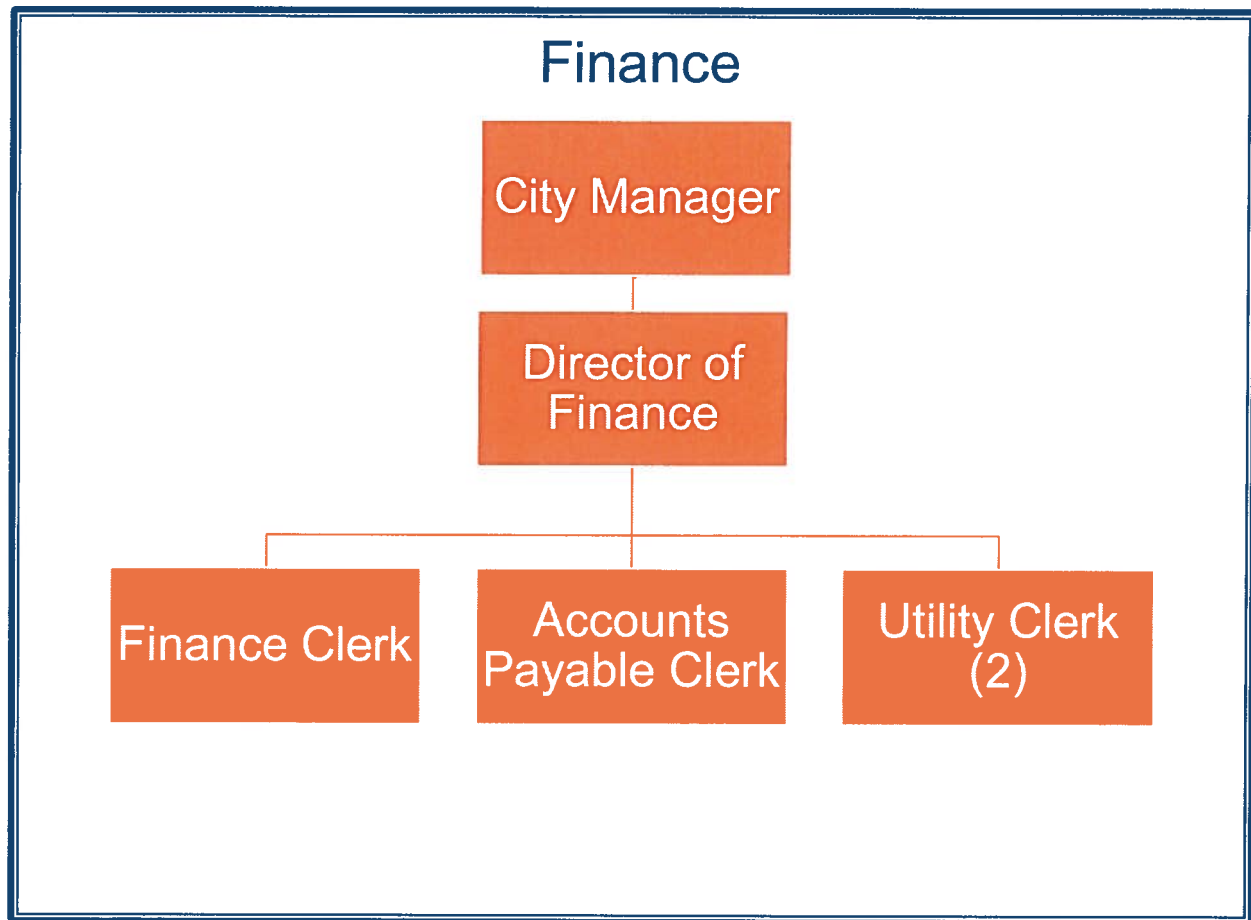 Finance
City Manager
Director of
Finance
Finance Clerk
Accounts
Payable Clerk
Utility Clerk
(2)